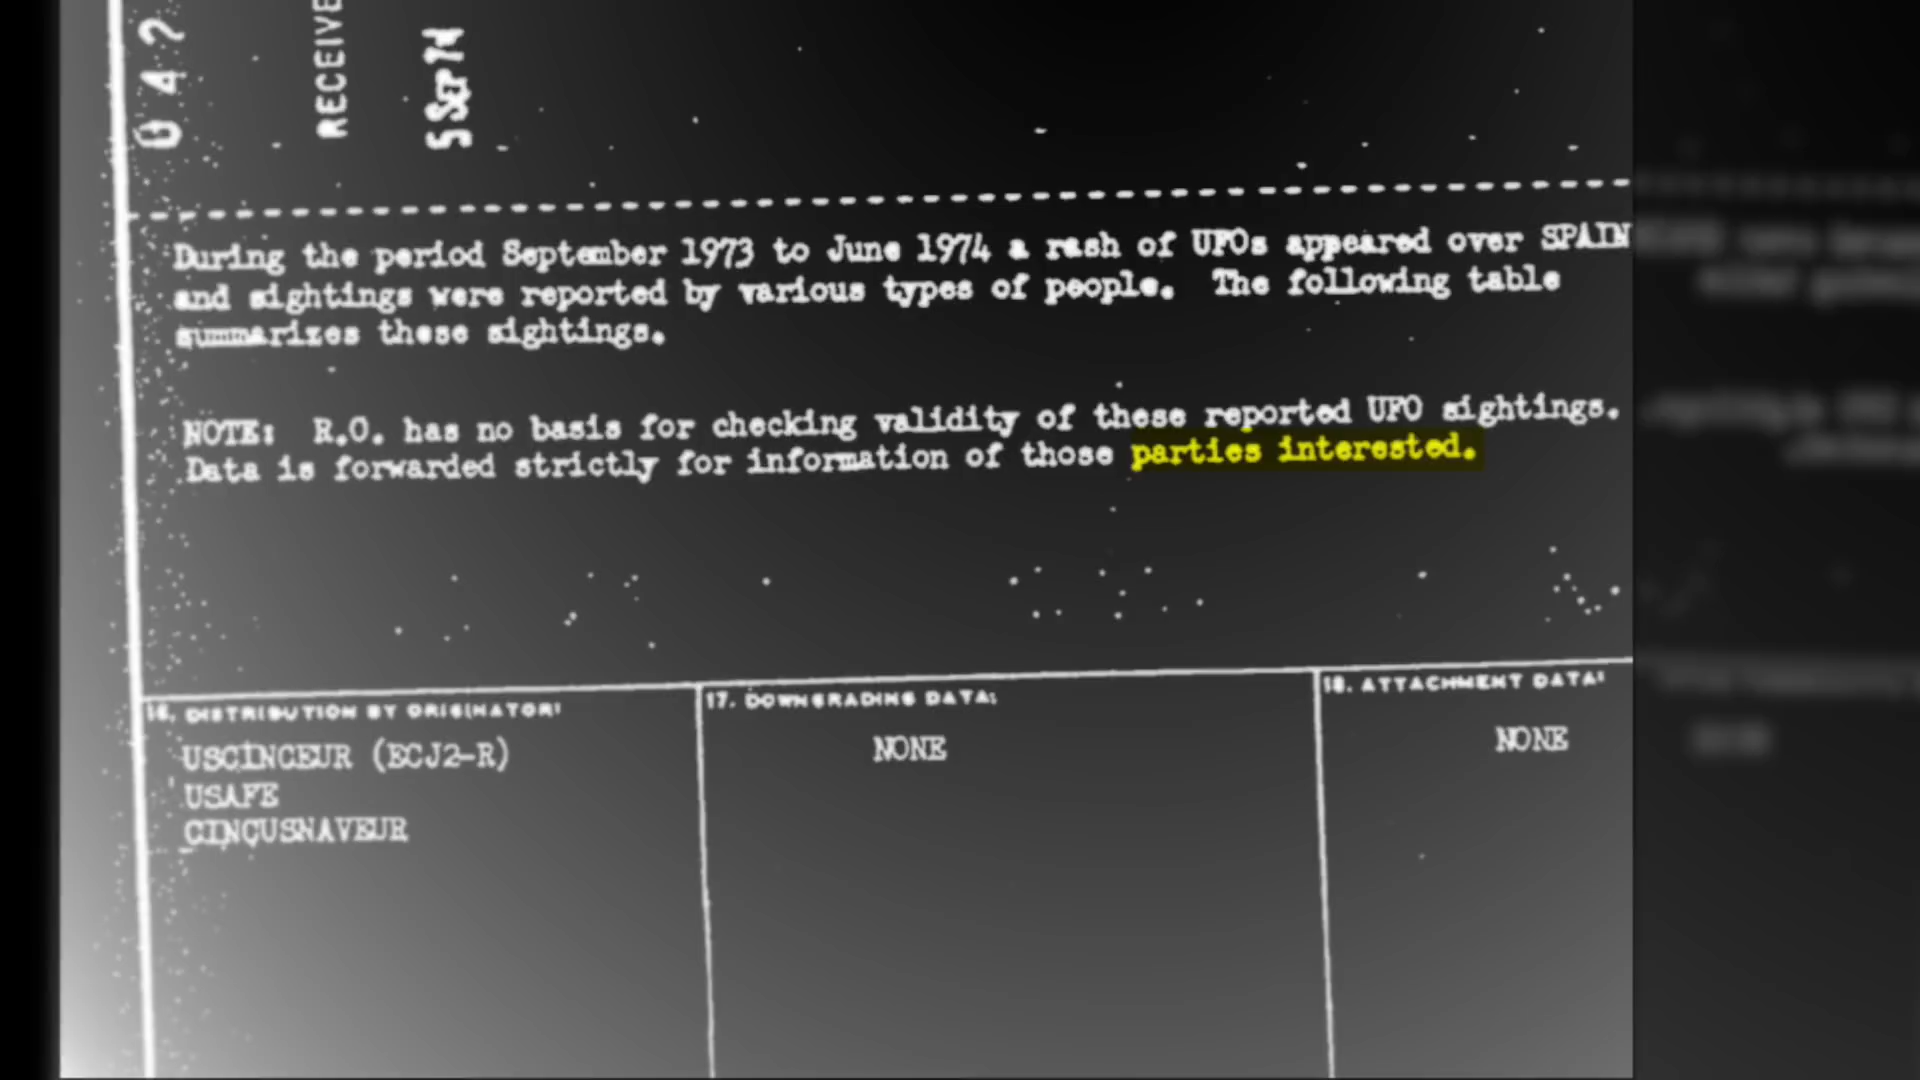 047
RECEIVE
5 Sep 74
During the period September 1973 to June 1974 a rash of UFOs appeared over SPAIN
and sightings were reported by various types of people. The following table
summarizes these sightings.
NOTE: R.O. has no basis for checking validity of these reported UFO sightings.
Data is forwarded strictly for information of those parties interested.
16. DISTRIBUTION BY ORIGINATOR:
USCINCEUR (ECJ2-R)
USAFE
CINCUSNAVEUR
17. DOWNGRADING DATA:
NONE
18. ATTACHMENT DATA:
NONE